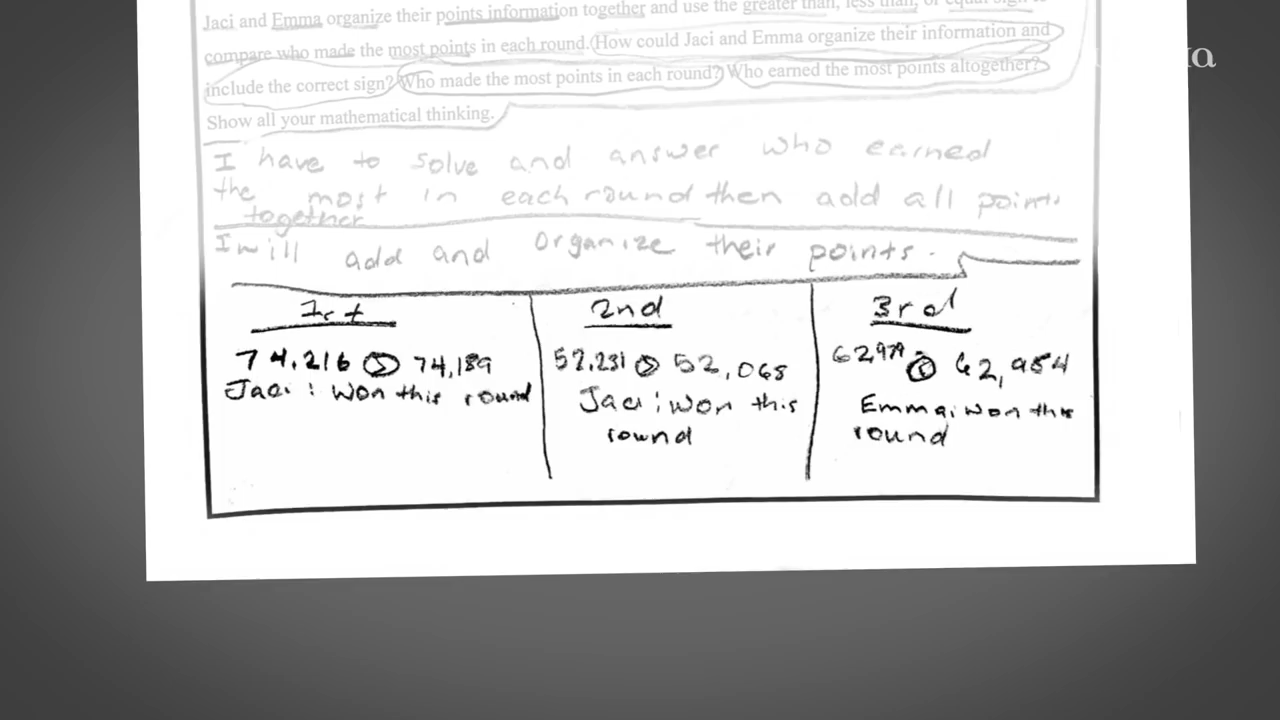 Jaci and Emma organize their points information together and use the greater than, less than, or equal sign to
compare who made the most points in each round. How could Jaci and Emma organize their information and
include the correct sign? Who made the most points in each round? Who earned the most points altogether?
Show all your mathematical thinking.
I have to solve and answer who earned
the most in each round then add all points
together
I will add and organize their points.
1st
74,216 > 74,189
Jaci: won this round
2nd
52,231 > 52,068
Jaci: won this
round
3rd
< 62,984
Emma: won this
round